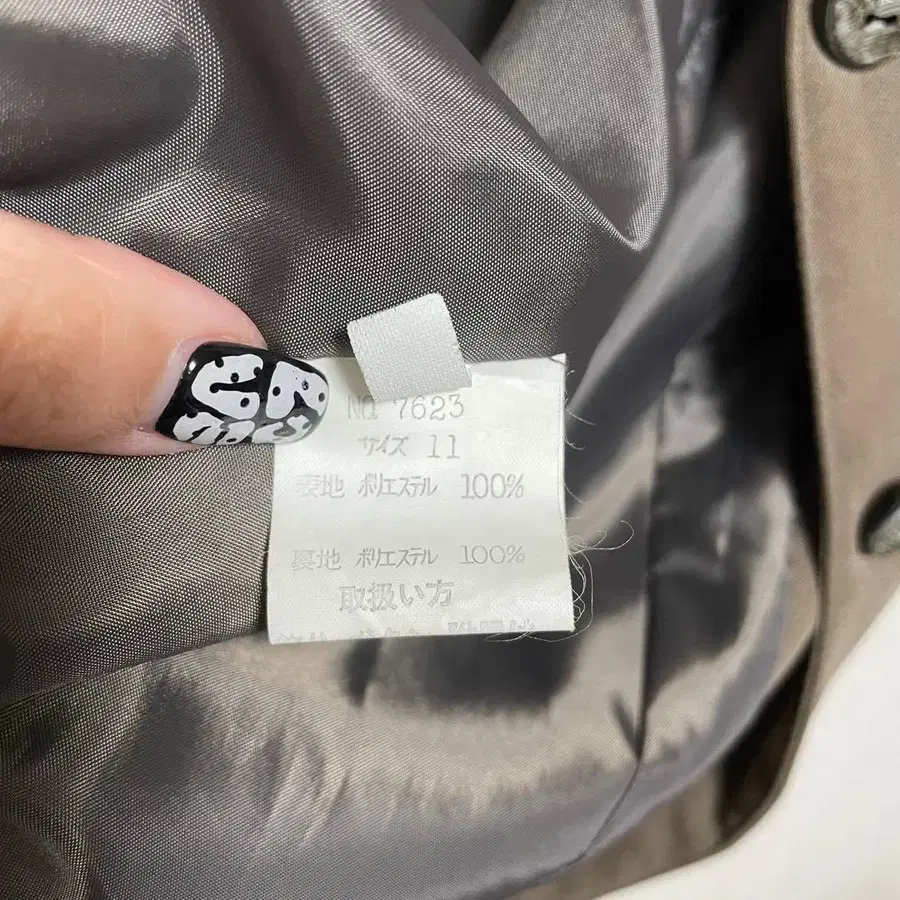 NO 7623
サイズ 11
表地 ポリエステル 100%
裏地 ポリエステル 100%
取扱い方